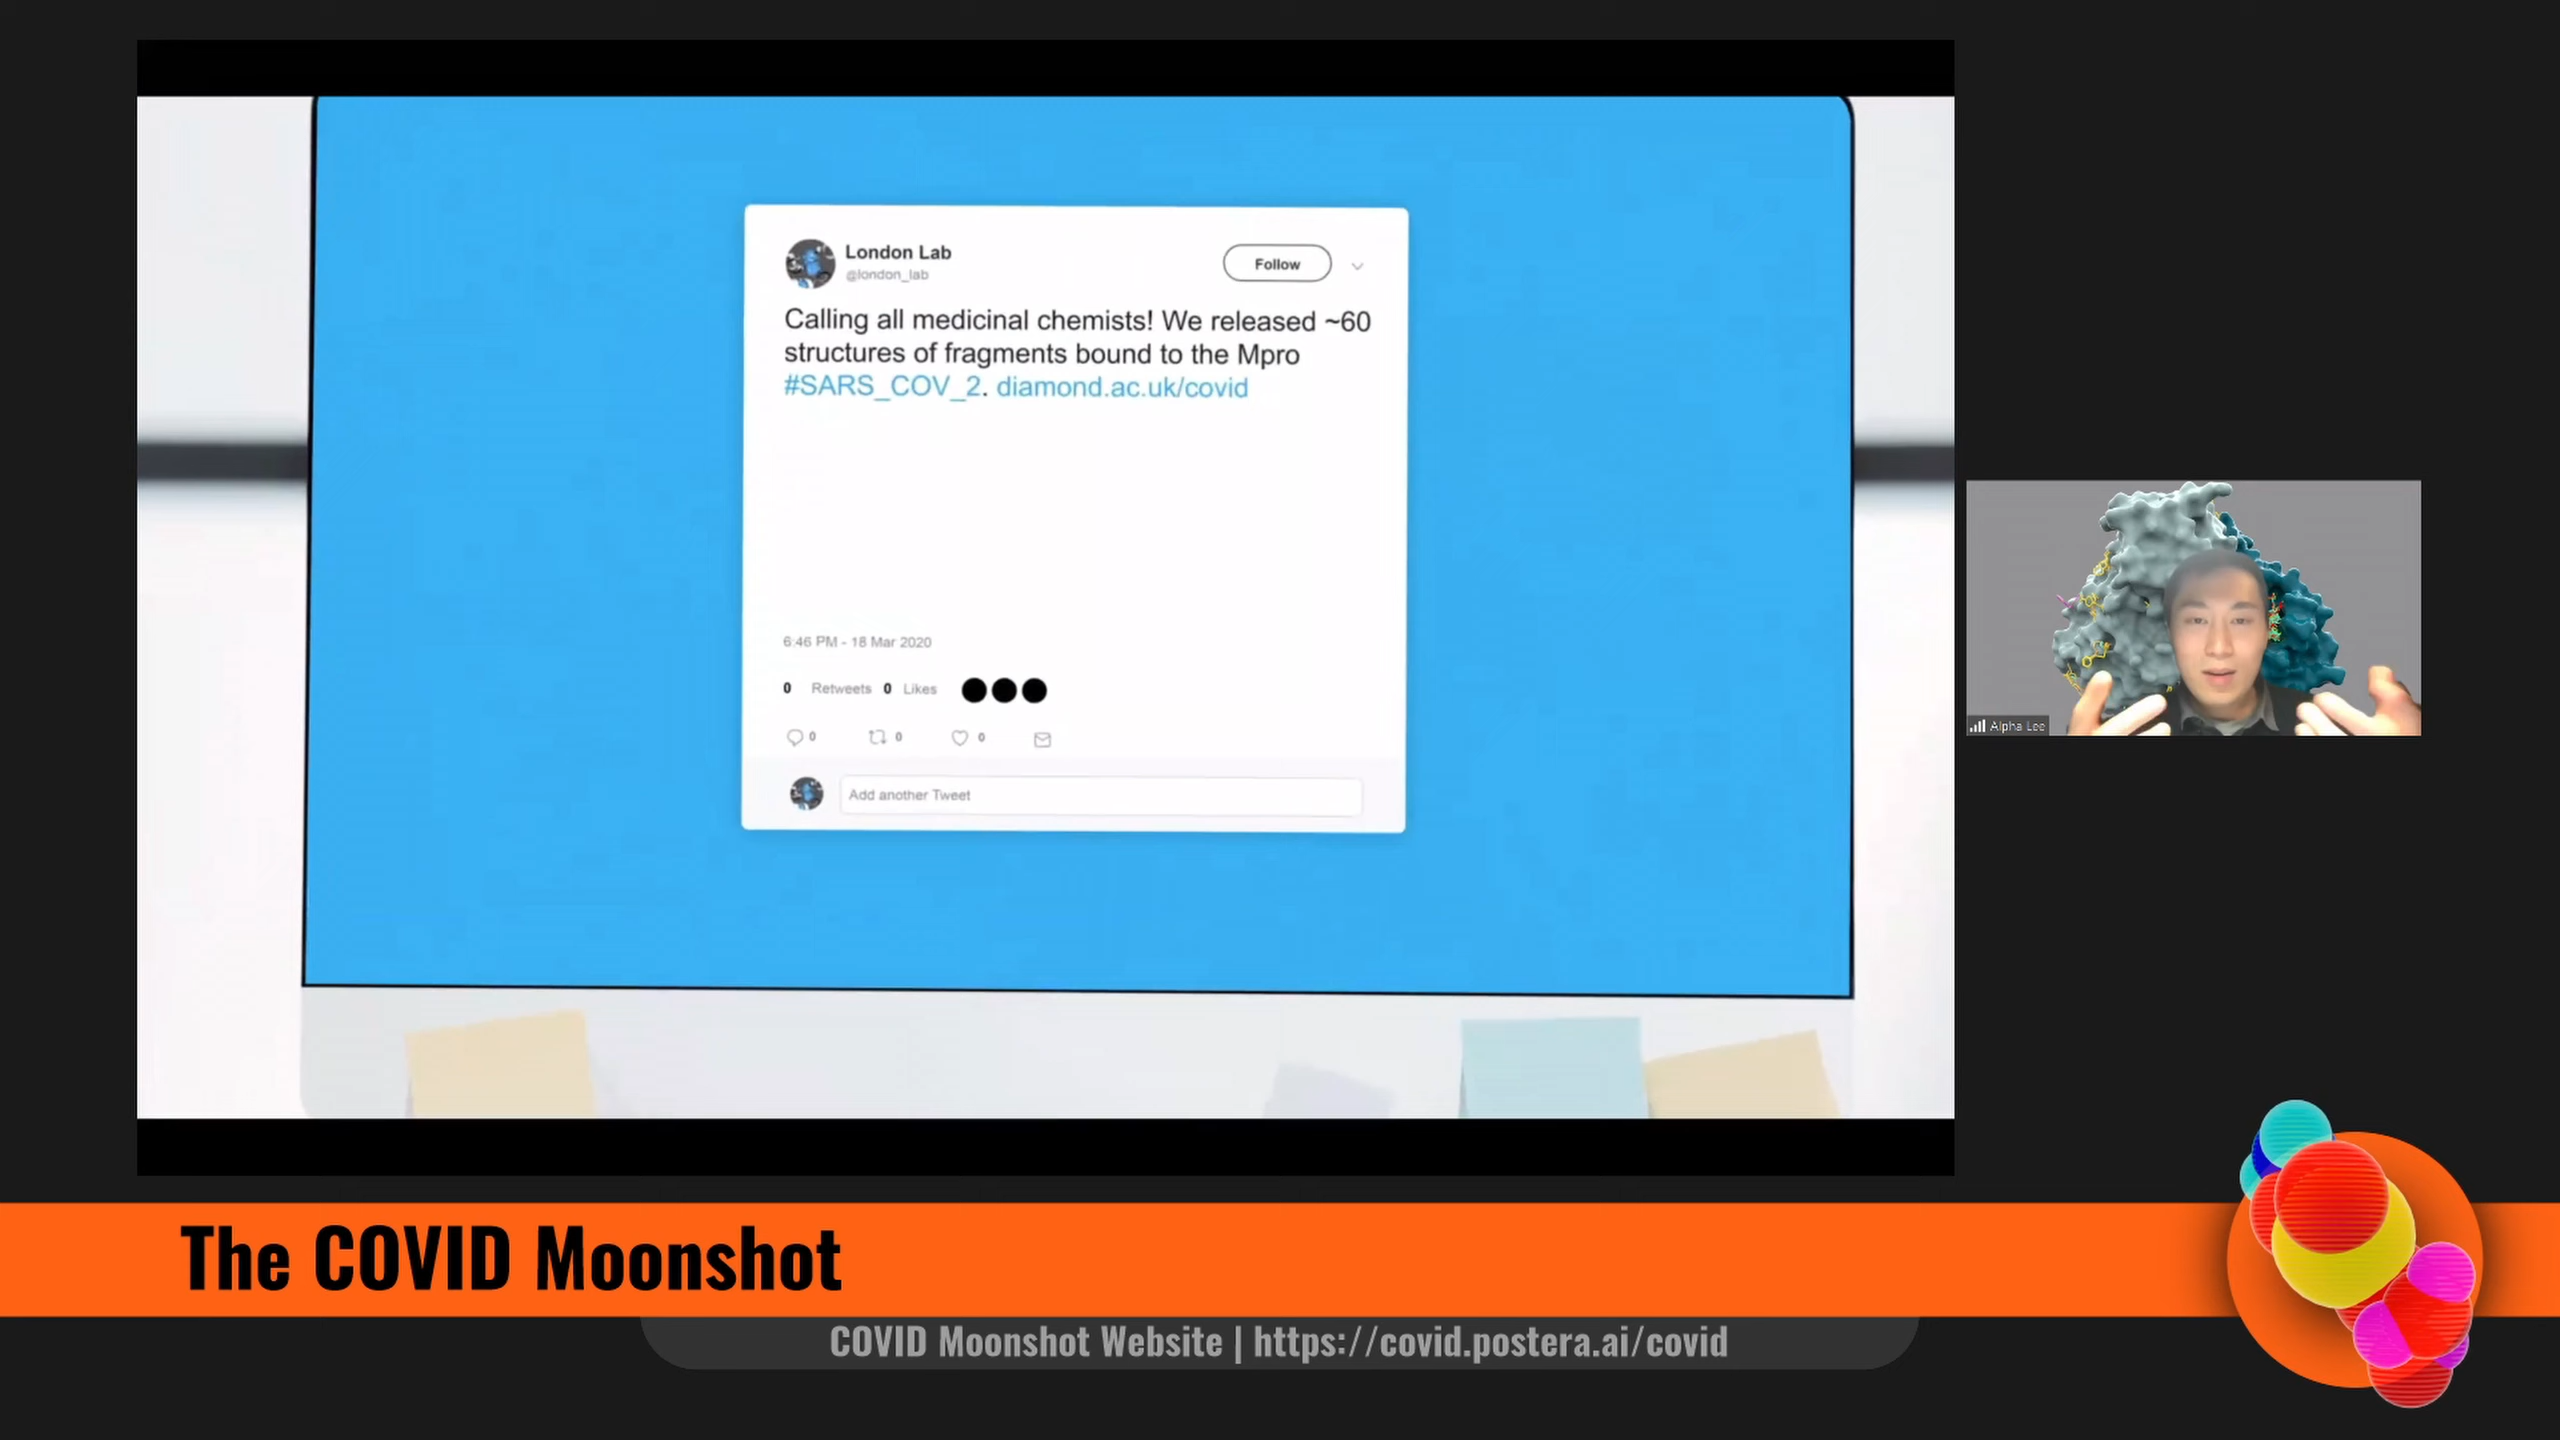 London Lab
@london_lab
Follow
Calling all medicinal chemists! We released ~60
structures of fragments bound to the Mpro
#SARS_COV_2. diamond.ac.uk/covid
6:46 PM - 18 Mar 2020
0 Retweets 0 Likes
0 0 0
Add another Tweet
Alpha Lee
The COVID Moonshot
COVID Moonshot Website | https://covid.postera.ai/covid